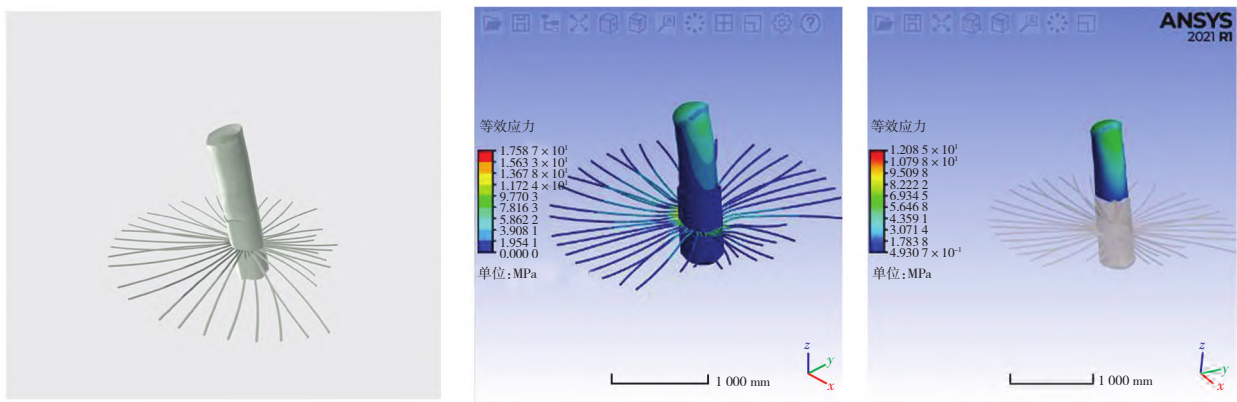 等效应力
1.758 7 × 10¹
1.563 3 × 10¹
1.367 8 × 10¹
1.172 4 × 10¹
9.770 3
7.816 3
5.862 2
3.908 1
1.954 1
0.000 0
单位:MPa
1 000 mm
z
y
x
ANSYS
2021 R1
等效应力
1.208 5 × 10¹
1.079 8 × 10¹
9.509 8
8.222 2
6.934 5
5.646 8
4.359 1
3.071 4
1.783 8
4.930 7 × 10⁻¹
单位:MPa
1 000 mm
z
y
x